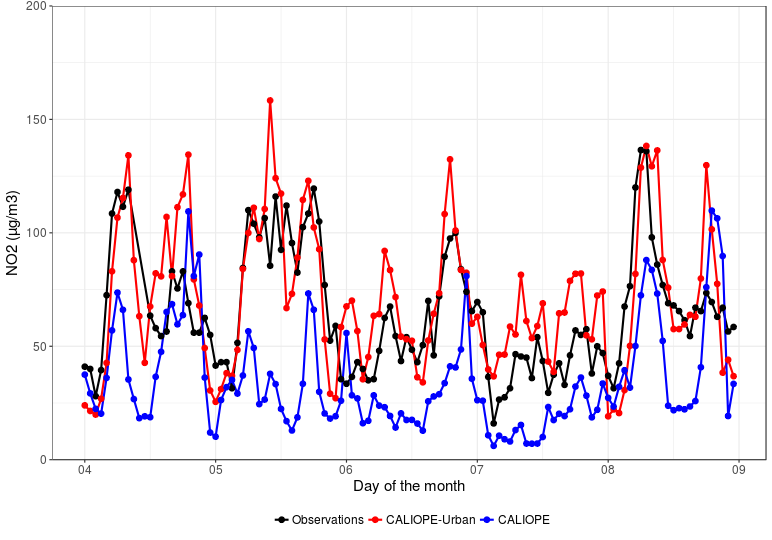 200
150
100
50
0
NO2 (µg/m3)
04 05 06 07 08 09
Day of the month
Observations CALIOPE-Urban CALIOPE